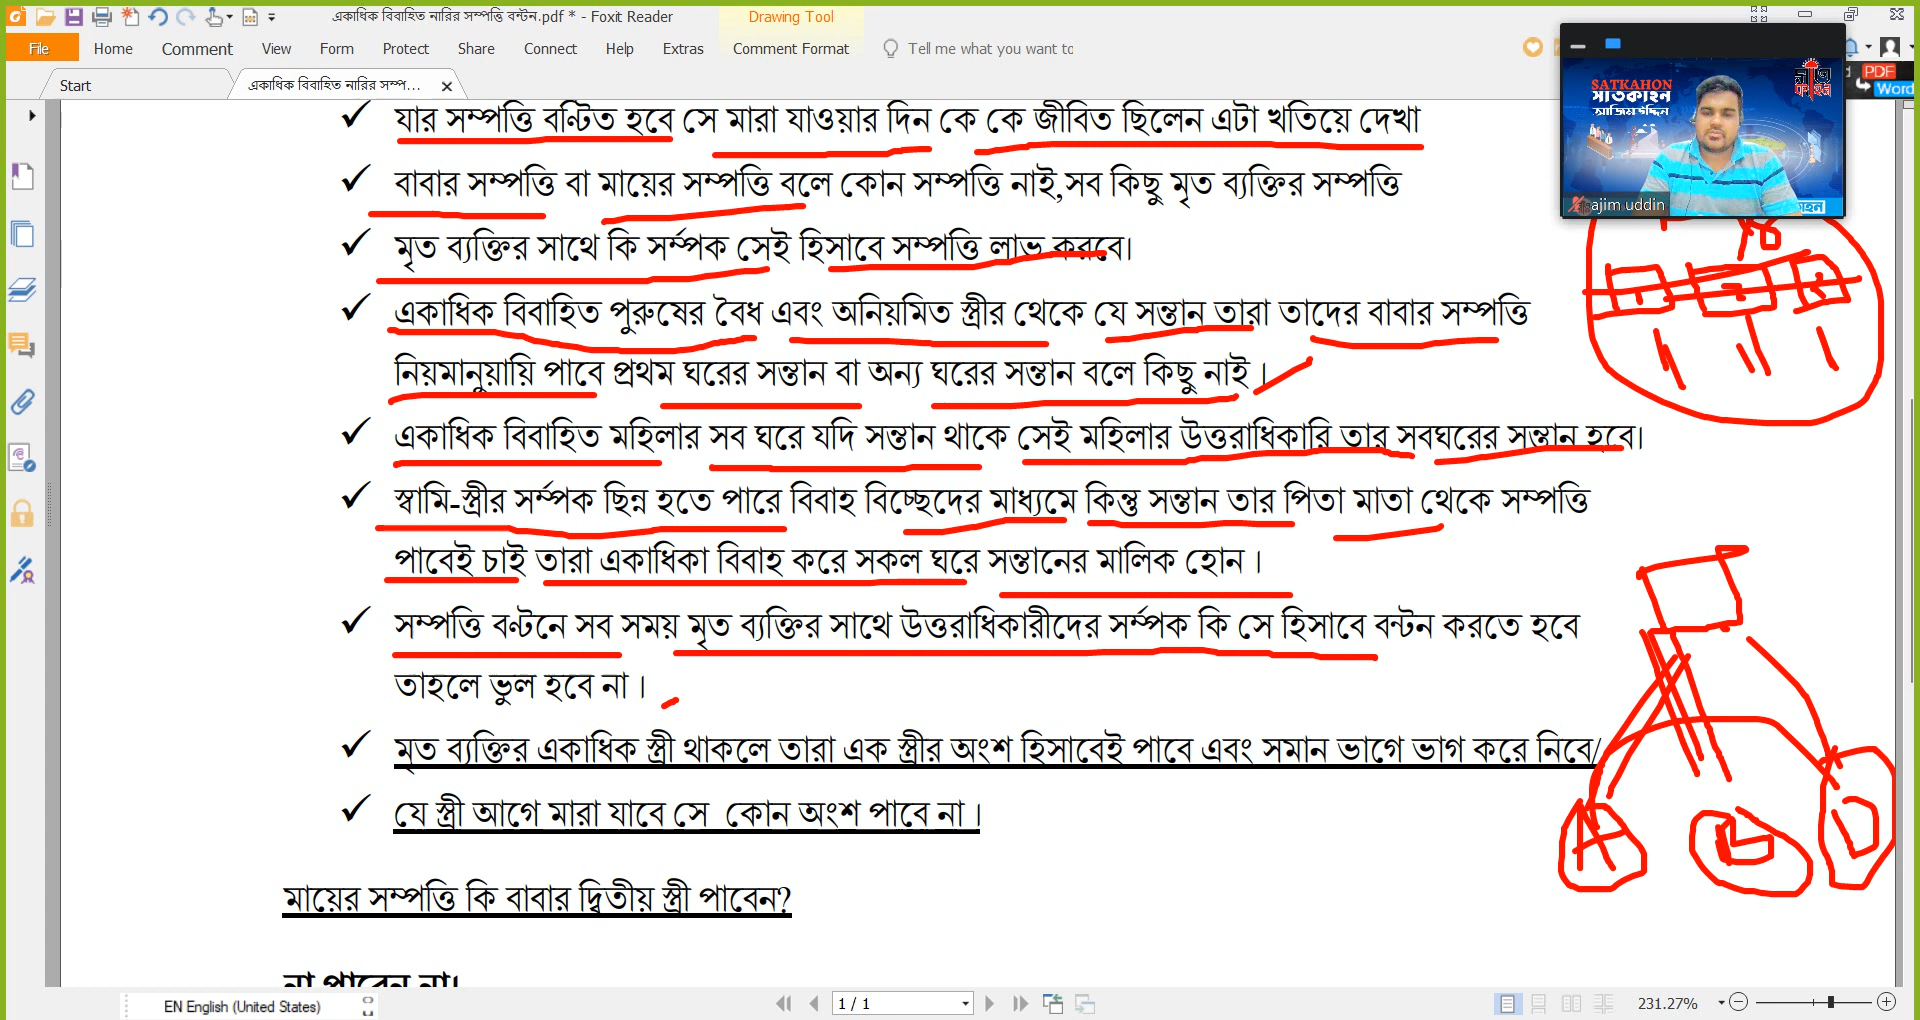 একাধিক বিবাহিত নারির সম্পত্তি বন্টন.pdf * - Foxit Reader
Drawing Tool
File Home Comment View Form Protect Share Connect Help Extras Comment Format Tell me what you want to
Start
একাধিক বিবাহিত নারির সম্প...
PDF
Word
SATKAHON
সাতকাহন
আজিম উদ্দিন
ajim uddin
✓ যার সম্পত্তি বণ্টিত হবে সে মারা যাওয়ার দিন কে কে জীবিত ছিলেন এটা খতিয়ে দেখা
✓ বাবার সম্পত্তি বা মায়ের সম্পত্তি বলে কোন সম্পত্তি নাই,সব কিছু মৃত ব্যক্তির সম্পত্তি
✓ মৃত ব্যক্তির সাথে কি সর্ম্পক সেই হিসাবে সম্পত্তি লাভ করবে।
✓ একাধিক বিবাহিত পুরুষের বৈধ এবং অনিয়মিত স্ত্রীর থেকে যে সন্তান তারা তাদের বাবার সম্পত্তি
নিয়মানুয়ায়ি পাবে প্রথম ঘরের সন্তান বা অন্য ঘরের সন্তান বলে কিছু নাই।
✓ একাধিক বিবাহিত মহিলার সব ঘরে যদি সন্তান থাকে সেই মহিলার উত্তরাধিকারি তার সবঘরের সন্তান হবে।
✓ স্বামি-স্ত্রীর সর্ম্পক ছিন্ন হতে পারে বিবাহ বিচ্ছেদের মাধ্যমে কিন্তু সন্তান তার পিতা মাতা থেকে সম্পত্তি
পাবেই চাই তারা একাধিকা বিবাহ করে সকল ঘরে সন্তানের মালিক হোন।
✓ সম্পত্তি বণ্টনে সব সময় মৃত ব্যক্তির সাথে উত্তরাধিকারীদের সর্ম্পক কি সে হিসাবে বন্টন করতে হবে
তাহলে ভুল হবে না।
✓ মৃত ব্যক্তির একাধিক স্ত্রী থাকলে তারা এক স্ত্রীর অংশ হিসাবেই পাবে এবং সমান ভাগে ভাগ করে নিবে/
✓ যে স্ত্রী আগে মারা যাবে সে কোন অংশ পাবে না।
মায়ের সম্পত্তি কি বাবার দ্বিতীয় স্ত্রী পাবেন?
না পাবেন না।
EN English (United States)
1 / 1
231.27%